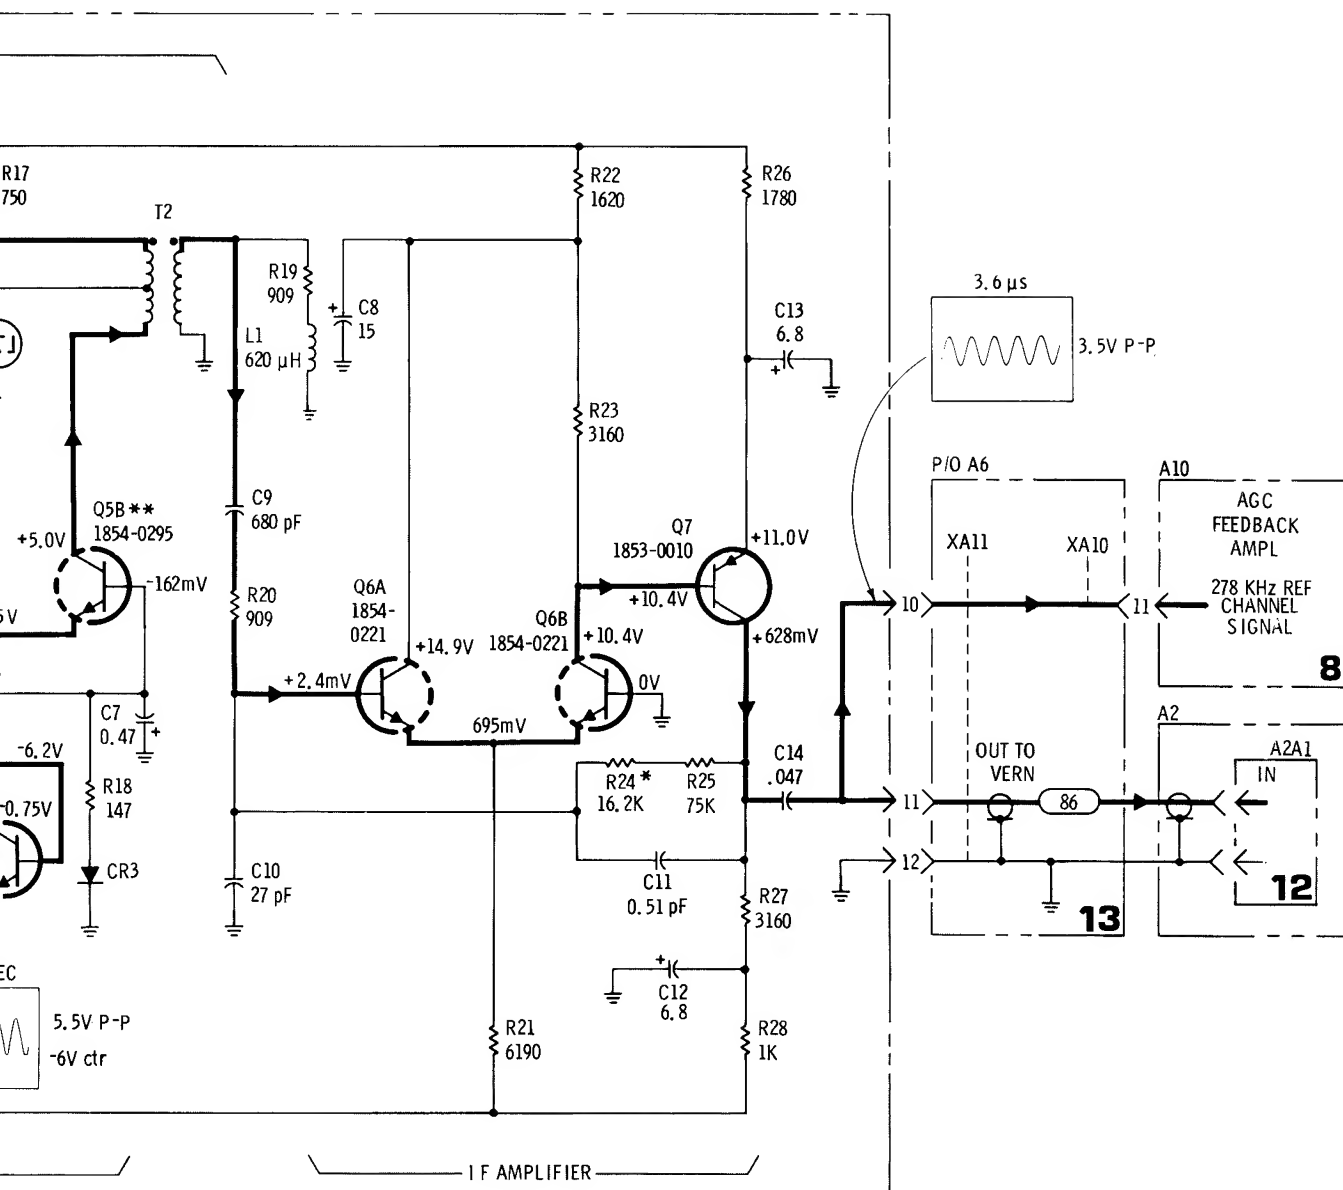 R17
750
T2
R22
1620
R26
1780
R19
909
+
C8
15
L1
620 μH
C13
6.8
+
3.6 μs
3.5V P-P
R23
3160
C9
680 pF
Q5B**
1854-0295
+5.0V
-162mV
R20
909
Q7
1853-0010
+11.0V
+10.4V
+628mV
Q6A
1854-
0221
+14.9V
Q6B
1854-0221
+10.4V
+2.4mV
0V
695mV
P/O A6
XA11
XA10
10
11
A10
AGC
FEEDBACK
AMPL
278 KHz REF
CHANNEL
SIGNAL
8
C7
0.47
+
-6.2V
-0.75V
R18
147
CR3
C10
27 pF
R24*
16.2K
R25
75K
C14
.047
C11
0.51 pF
R27
3160
+
C12
6.8
R28
1K
R21
6190
OUT TO
VERN
11
86
12
13
A2
A2A1
IN
12
EC
5.5V P-P
-6V ctr
IF AMPLIFIER